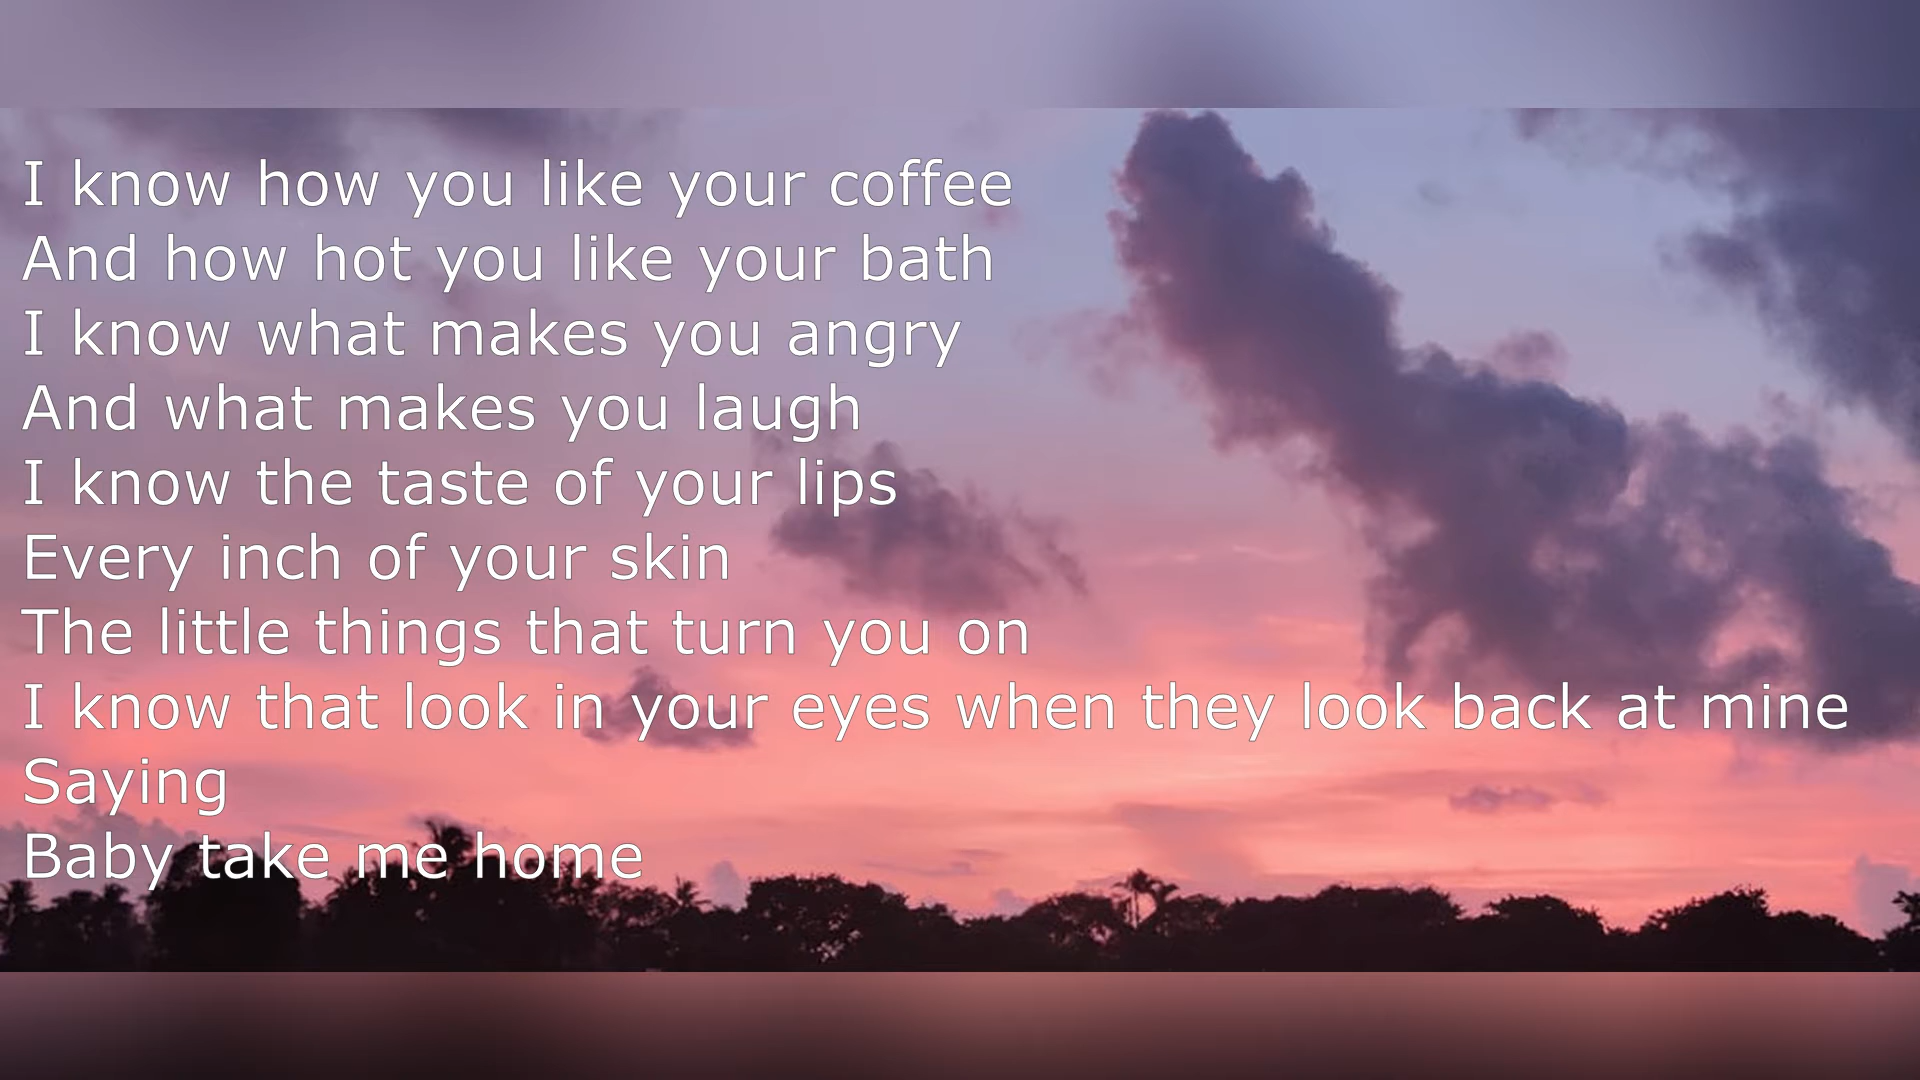 I know how you like your coffee
And how hot you like your bath
I know what makes you angry
And what makes you laugh
I know the taste of your lips
Every inch of your skin
The little things that turn you on
I know that look in your eyes when they look back at mine
Saying
Baby take me home